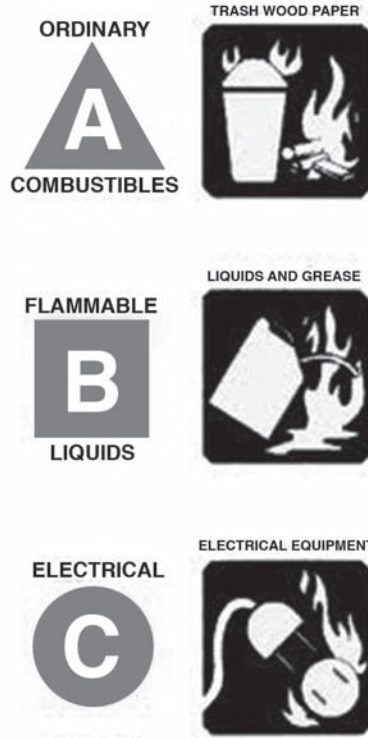 ORDINARY
A
COMBUSTIBLES
TRASH WOOD PAPER
FLAMMABLE
B
LIQUIDS
LIQUIDS AND GREASE
ELECTRICAL
C
ELECTRICAL EQUIPMENT